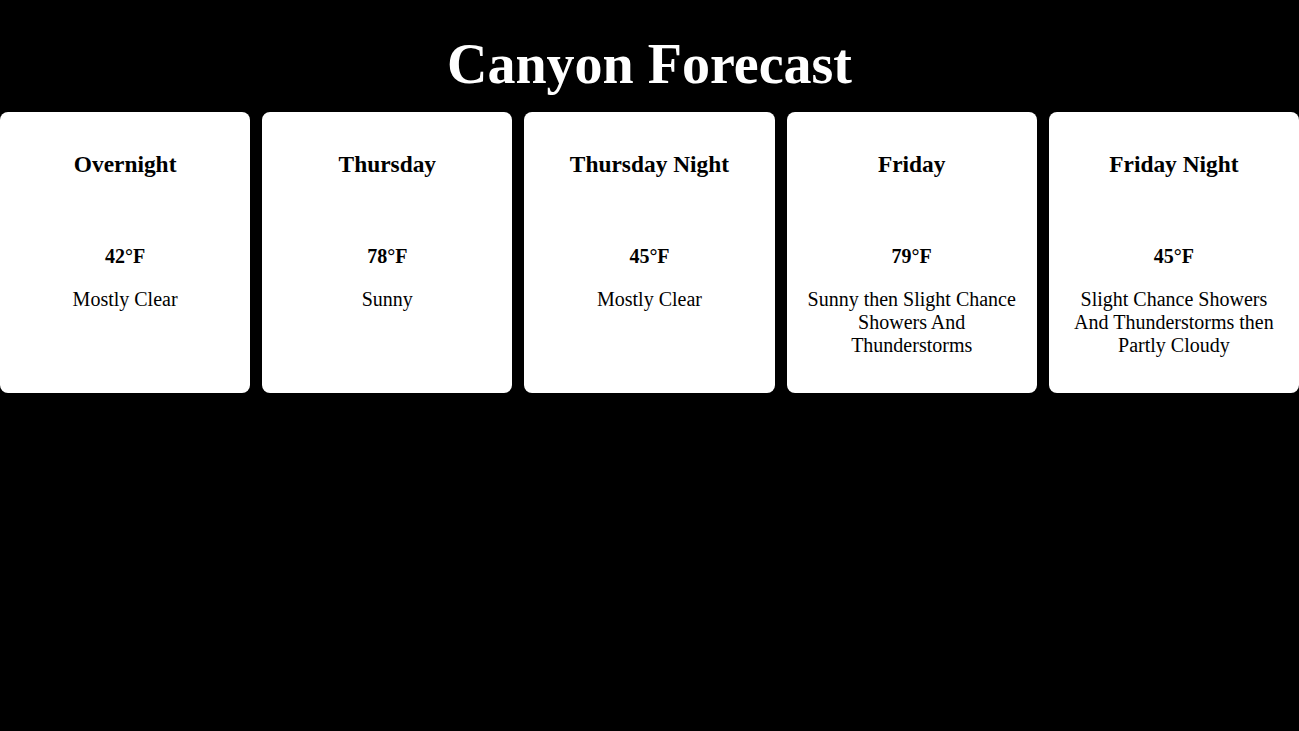 Canyon Forecast
Overnight
42°F
Mostly Clear
Thursday
78°F
Sunny
Thursday Night
45°F
Mostly Clear
Friday
79°F
Sunny then Slight Chance
Showers And
Thunderstorms
Friday Night
45°F
Slight Chance Showers
And Thunderstorms then
Partly Cloudy